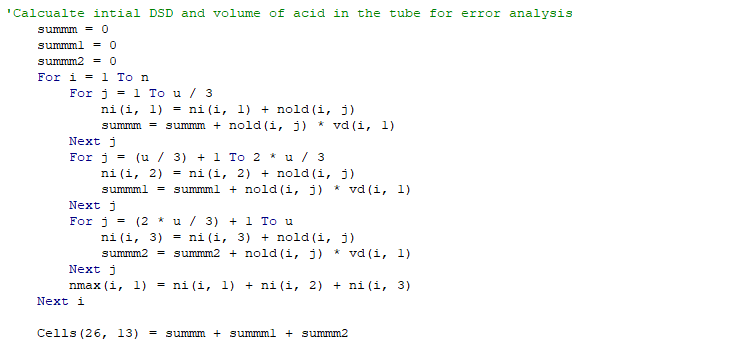 'Calcualte intial DSD and volume of acid in the tube for error analysis
summm = 0
summm1 = 0
summm2 = 0
For i = 1 To n
For j = 1 To u / 3
ni(i, 1) = ni(i, 1) + nold(i, j)
summm = summm + nold(i, j) * vd(i, 1)
Next j
For j = (u / 3) + 1 To 2 * u / 3
ni(i, 2) = ni(i, 2) + nold(i, j)
summm1 = summm1 + nold(i, j) * vd(i, 1)
Next j
For j = (2 * u / 3) + 1 To u
ni(i, 3) = ni(i, 3) + nold(i, j)
summm2 = summm2 + nold(i, j) * vd(i, 1)
Next j
nmax(i, 1) = ni(i, 1) + ni(i, 2) + ni(i, 3)
Next i
Cells(26, 13) = summm + summm1 + summm2